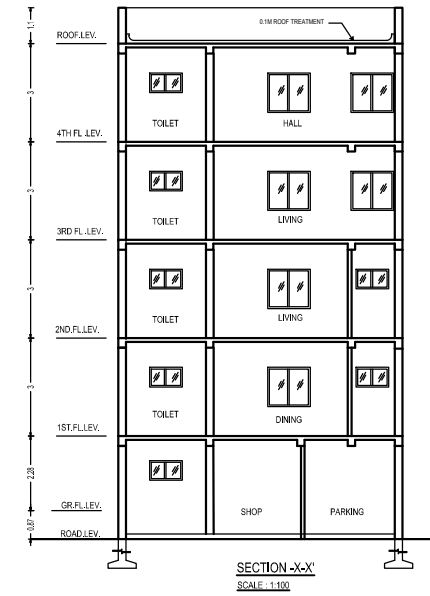 1.1
0.1M ROOF TREATMENT
ROOF.LEV.
3
TOILET
HALL
4TH FL .LEV.
3
TOILET
LIVING
3RD FL .LEV.
3
TOILET
LIVING
2ND.FL.LEV.
3
TOILET
DINING
1ST.FL.LEV.
2.28
GR.FL.LEV.
SHOP
PARKING
0.87
ROAD.LEV.
SECTION -X-X'
SCALE : 1:100